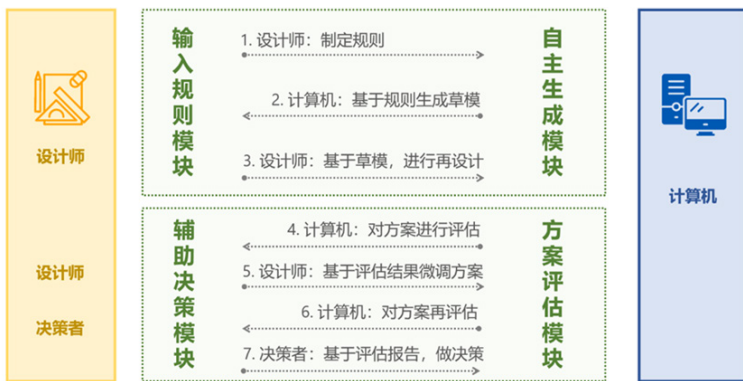 设计师
设计师
决策者
输入规则模块
1. 设计师：制定规则
2. 计算机：基于规则生成草模
3. 设计师：基于草模，进行再设计
自主生成模块
辅助决策模块
4. 计算机：对方案进行评估
5. 设计师：基于评估结果微调方案
6. 计算机：对方案再评估
7. 决策者：基于评估报告，做决策
方案评估模块
计算机